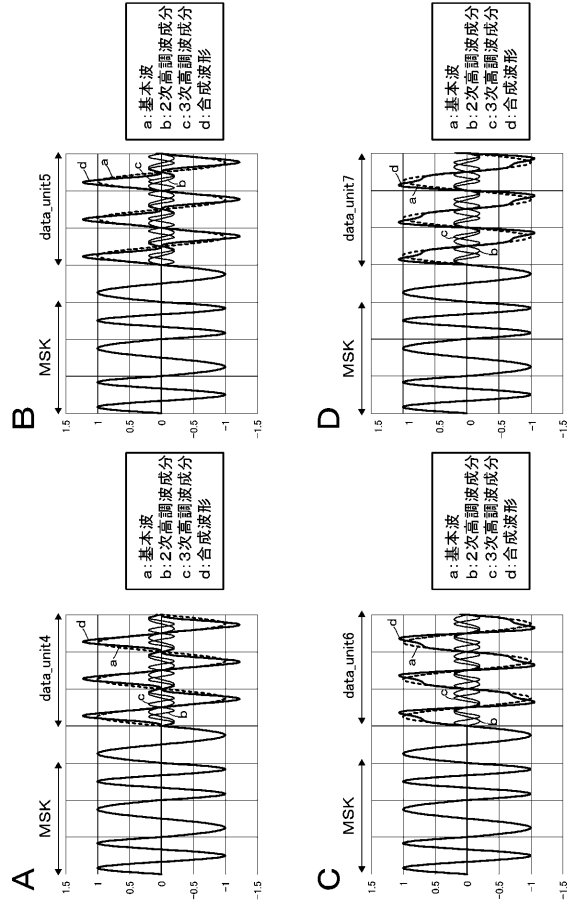 A
MSK
data_unit4
1.5
1
0.5
0
-0.5
-1
-1.5
a
b
c
d
a:基本波
b:2次高調波成分
c:3次高調波成分
d:合成波形
B
MSK
data_unit5
1.5
1
0.5
0
-0.5
-1
-1.5
d
a
c
b
a:基本波
b:2次高調波成分
c:3次高調波成分
d:合成波形
C
MSK
data_unit6
1.5
1
0.5
0
-0.5
-1
-1.5
d
a
c
b
a:基本波
b:2次高調波成分
c:3次高調波成分
d:合成波形
D
MSK
data_unit7
1.5
1
0.5
0
-0.5
-1
-1.5
d
a
c
b
a:基本波
b:2次高調波成分
c:3次高調波成分
d:合成波形